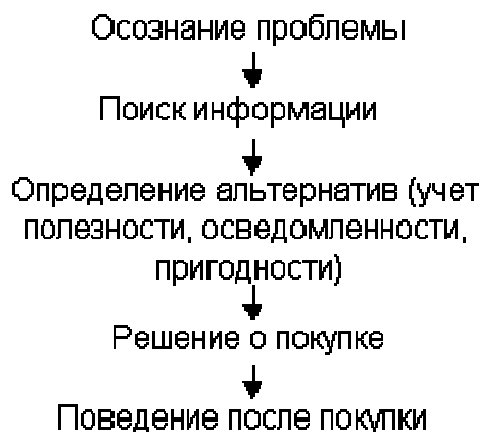 Осознание проблемы
Поиск информации
Определение альтернатив (учет
полезности, осведомленности,
пригодности)
Решение о покупке
Поведение после покупки